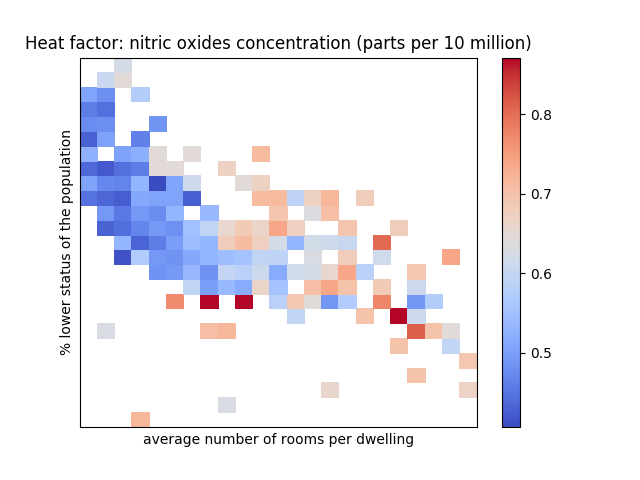 Heat factor: nitric oxides concentration (parts per 10 million)
% lower status of the population
average number of rooms per dwelling
0.8
0.7
0.6
0.5